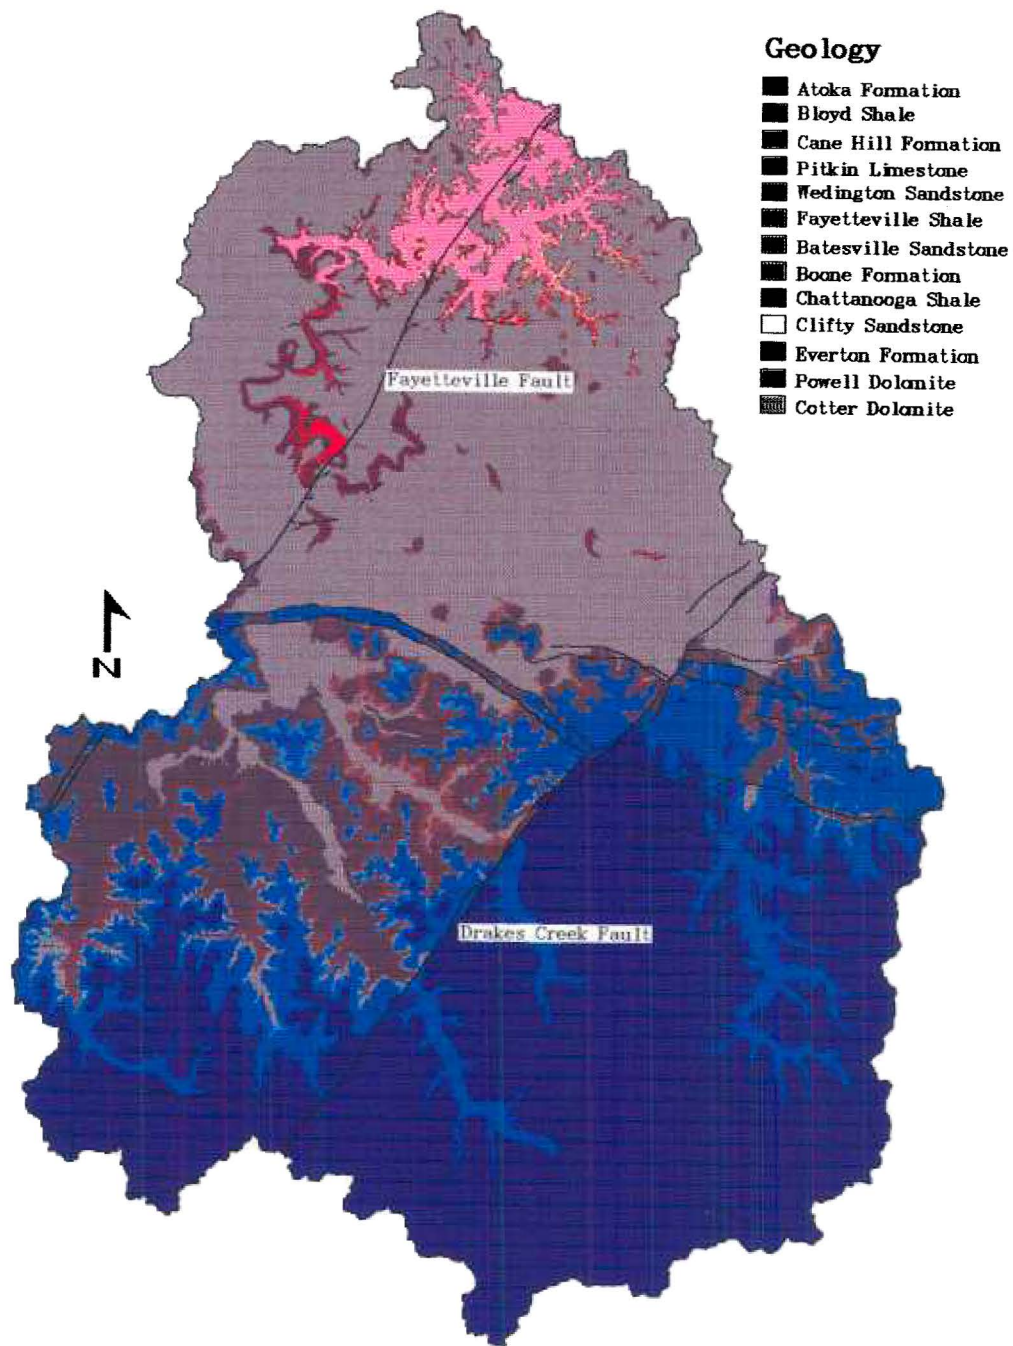 Geology
Atoka Formation
Bloyd Shale
Cane Hill Formation
Pitkin Limestone
Wedington Sandstone
Fayetteville Shale
Batesville Sandstone
Boone Formation
Chattanooga Shale
Clifty Sandstone
Everton Formation
Powell Dolomite
Cotter Dolomite
Fayetteville Fault
N
Drakes Creek Fault